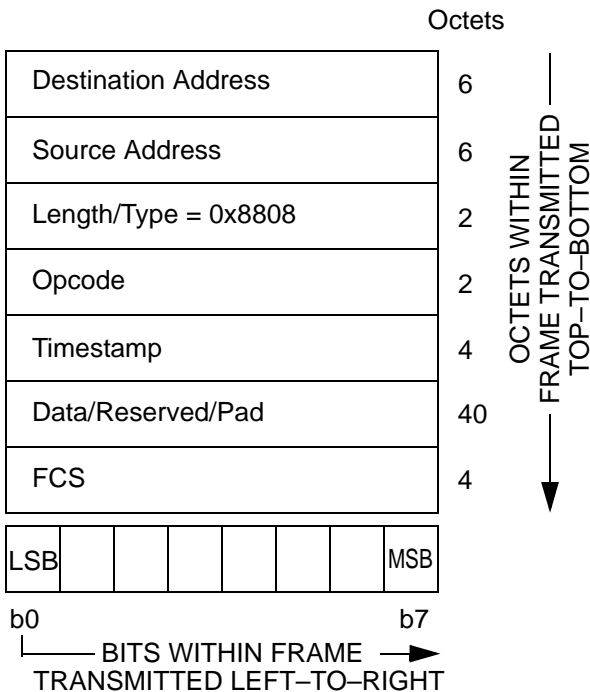 Octets
Destination Address 6
Source Address 6
Length/Type = 0x8808 2
Opcode 2
Timestamp 4
Data/Reserved/Pad 40
FCS 4
OCTETS WITHIN
FRAME TRANSMITTED
TOP–TO–BOTTOM
LSB MSB
b0 b7
BITS WITHIN FRAME
TRANSMITTED LEFT–TO–RIGHT